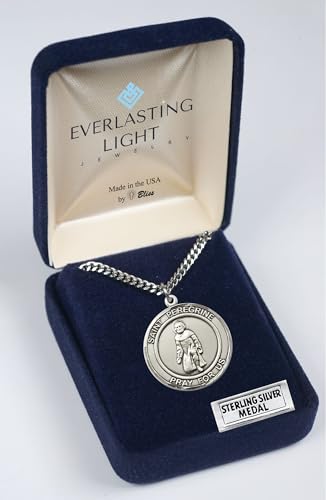 EVERLASTING
LIGHT
JEWELRY
Made in the USA
by Bliss
SAINT PEREGRINE
PRAY FOR US
STERLING SILVER
MEDAL